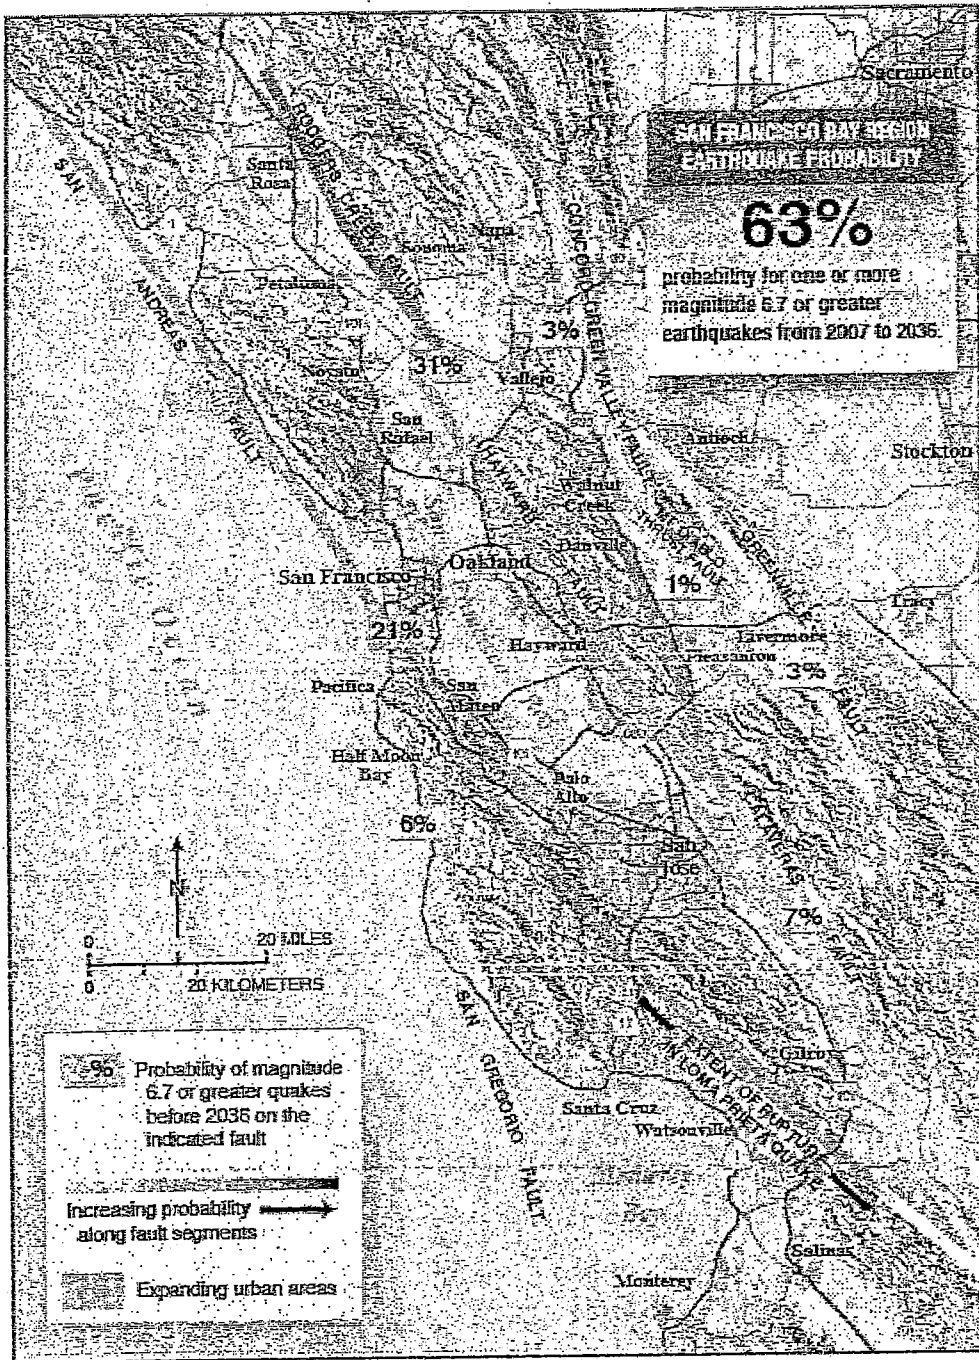 Sacramento
SAN FRANCISCO BAY REGION
EARTHQUAKE PROBABILITY
63%
probability for one or more
magnitude 6.7 or greater
earthquakes from 2007 to 2036.
SAN ANDREAS FAULT
RODGERS CREEK FAULT
CONCORD-GREEN VALLEY FAULT
Santa
Rosa
1
Napa
Sonoma
Petaluma
3%
31%
Novato
Vallejo
San
Rafael
Antioch
Stockton
HAYWARD FAULT
Walnut
Creek
Danville
MT. DIABLO
THRUST FAULT
GREENVILLE FAULT
1%
San Francisco
Oakland
Tracy
21%
Hayward
Livermore
Pleasanton
3%
Pacifica
San
Mateo
Half Moon
Bay
Palo
Alto
6%
San
Jose
CALAVERAS FAULT
7%
N
0 20 MILES
0 20 KILOMETERS
SAN GREGORIO FAULT
EXTENT OF RUPTURE
IN LOMA PRIETA QUAKE
Gilroy
Santa Cruz
Watsonville
Salinas
Monterey
% Probability of magnitude
6.7 or greater quakes
before 2036 on the
indicated fault
Increasing probability
along fault segments
Expanding urban areas